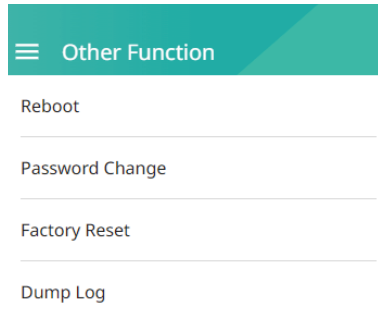 Other Function
Reboot
Password Change
Factory Reset
Dump Log